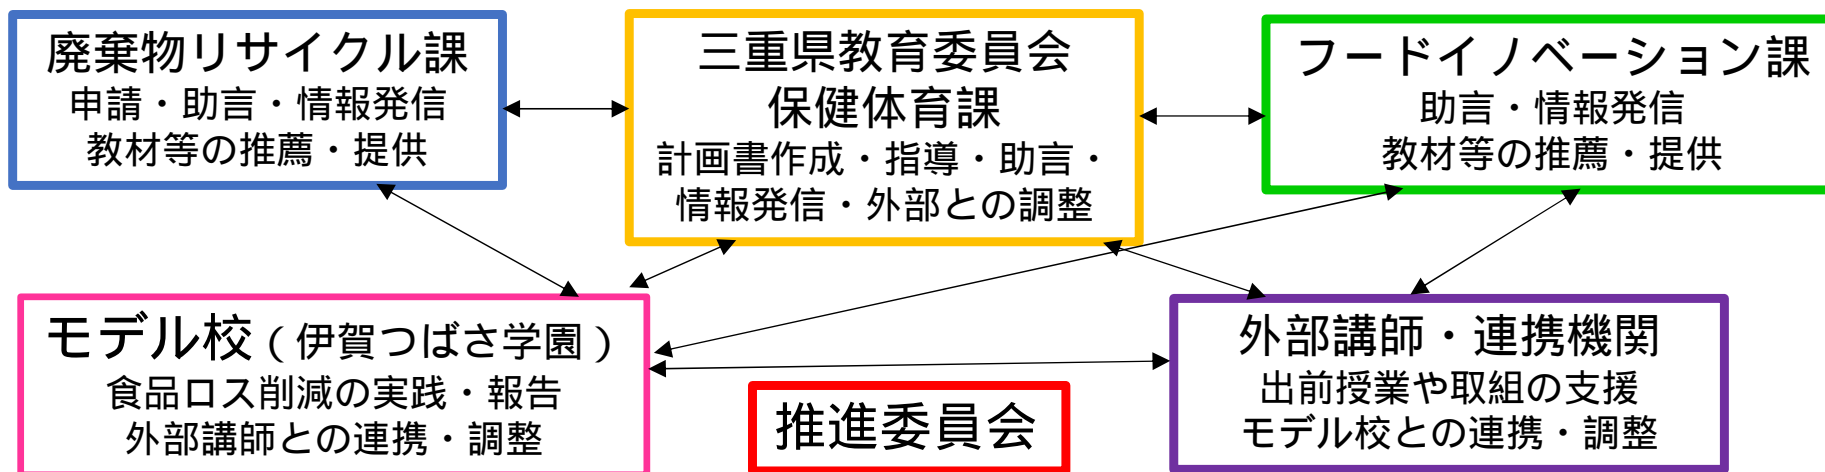 廃棄物リサイクル課
申請・助言・情報発信
教材等の推薦・提供
三重県教育委員会
保健体育課
計画書作成・指導・助言・
情報発信・外部との調整
フードイノベーション課
助言・情報発信
教材等の推薦・提供
モデル校(伊賀つばさ学園)
食品ロス削減の実践・報告
外部講師との連携・調整
推進委員会
外部講師・連携機関
出前授業や取組の支援
モデル校との連携・調整